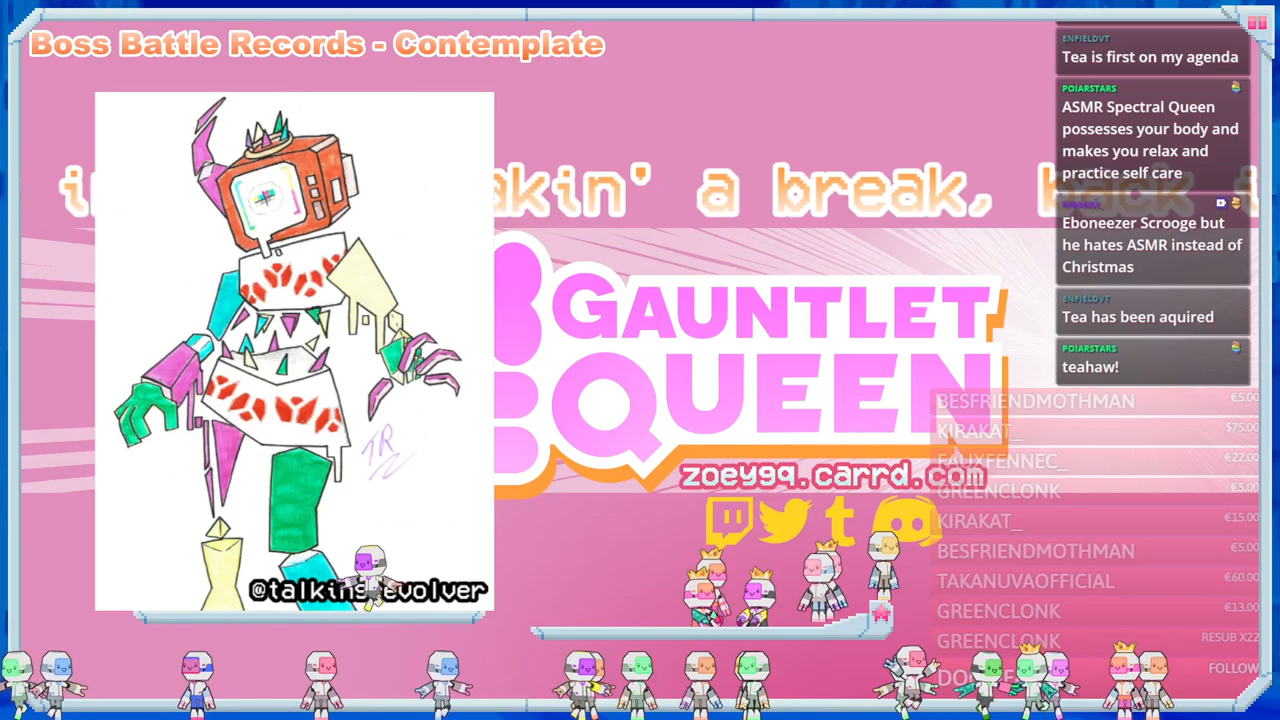 Boss Battle Records - Contemplate
akin' a break,
GAUNTLET
QUEEN
zoeygq.carrd.com
TR
ENFIELDVT
Tea is first on my agenda
POIARSTARS
ASMR Spectral Queen
possesses your body and
makes you relax and
practice self care
Eboneezer Scrooge but
he hates ASMR instead of
Christmas
ENFIELDVT
Tea has been aquired
POIARSTARS
teahaw!
BESFRIENDMOTHMAN €5.00
KIRAKAT_ $75.00
FAUXFENNEC_ €22.00
GREENCLONK €5.00
KIRAKAT_ €15.00
BESFRIENDMOTHMAN €5.00
TAKANUVAOFFICIAL €60.00
GREENCLONK €13.00
GREENCLONK RESUB X22
FOLLOW